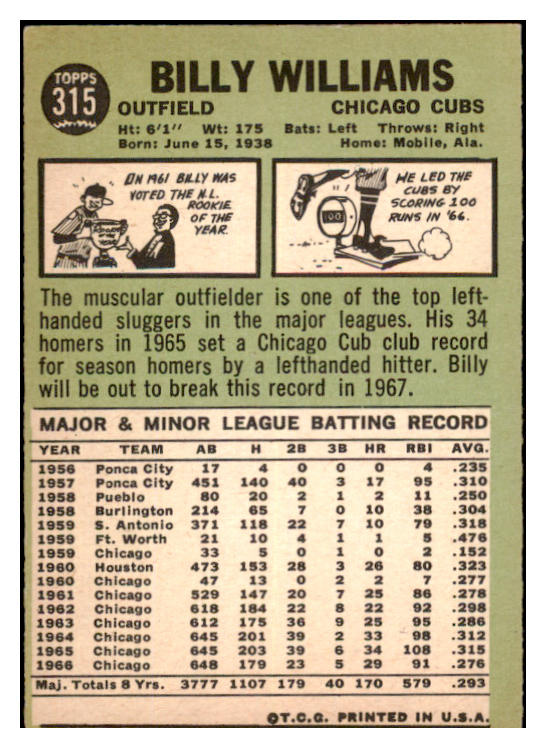 TOPPS
315
BILLY WILLIAMS
OUTFIELD CHICAGO CUBS
Ht: 6'1" Wt: 175 Bats: Left Throws: Right
Born: June 15, 1938 Home: Mobile, Ala.
ON 1961 BILLY WAS
VOTED THE N.L.
ROOKIE
OF THE
YEAR.
WE LED THE
CUBS BY
SCORING 100
RUNS IN '66.
100
The muscular outfielder is one of the top left-
handed sluggers in the major leagues. His 34
homers in 1965 set a Chicago Cub club record
for season homers by a lefthanded hitter. Billy
will be out to break this record in 1967.
MAJOR & MINOR LEAGUE BATTING RECORD
YEAR TEAM AB H 2B 3B HR RBI AVG.
1956 Ponca City 17 4 0 0 0 4 .235
1957 Ponca City 451 140 40 3 17 95 .310
1958 Pueblo 80 20 2 1 2 11 .250
1958 Burlington 214 65 7 0 10 38 .304
1959 S. Antonio 371 118 22 7 10 79 .318
1959 Ft. Worth 21 10 4 1 1 5 .476
1959 Chicago 33 5 0 1 0 2 .152
1960 Houston 473 153 28 3 26 80 .323
1960 Chicago 47 13 0 2 2 7 .277
1961 Chicago 529 147 20 7 25 86 .278
1962 Chicago 618 184 22 8 22 92 .298
1963 Chicago 612 175 36 9 25 95 .286
1964 Chicago 645 201 39 2 33 98 .312
1965 Chicago 645 203 39 6 34 108 .315
1966 Chicago 648 179 23 5 29 91 .276
Maj. Totals 8 Yrs. 3777 1107 179 40 170 579 .293
©T.C.G. PRINTED IN U.S.A.